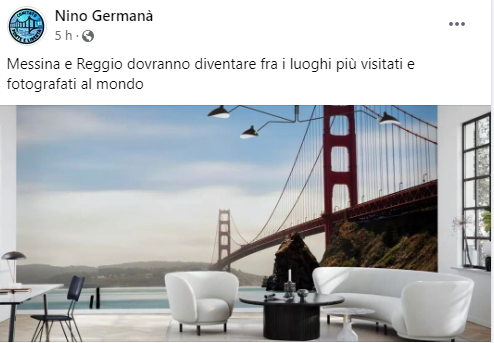 Nino Germanà
5 h ·
Messina e Reggio dovranno diventare fra i luoghi più visitati e
fotografati al mondo